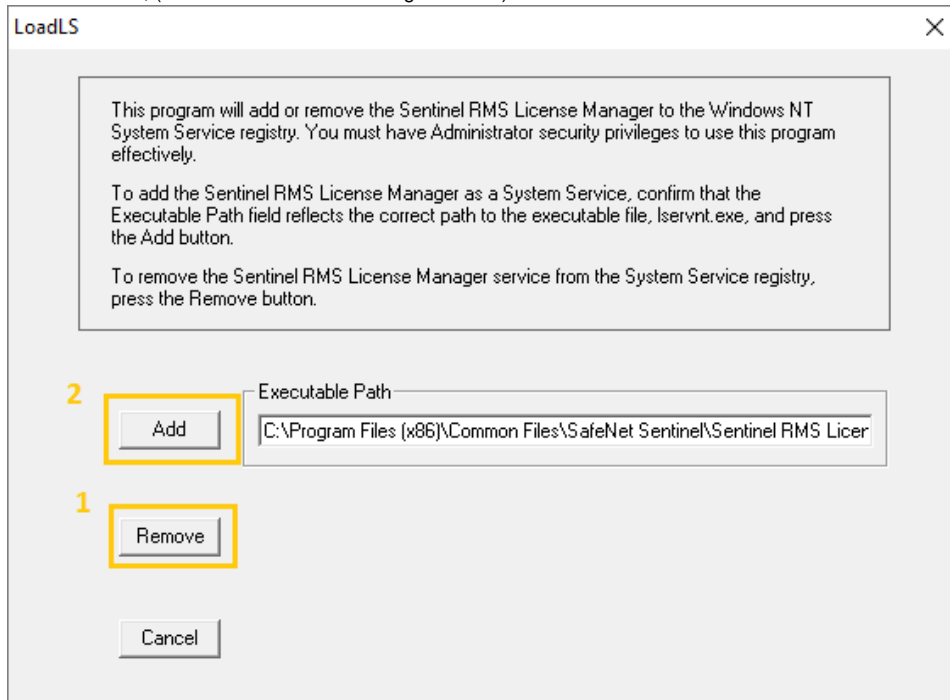 LoadLS
This program will add or remove the Sentinel RMS License Manager to the Windows NT
System Service registry. You must have Administrator security privileges to use this program
effectively.
To add the Sentinel RMS License Manager as a System Service, confirm that the
Executable Path field reflects the correct path to the executable file, lservnt.exe, and press
the Add button.
To remove the Sentinel RMS License Manager service from the System Service registry,
press the Remove button.
2
Executable Path
Add
C:\Program Files (x86)\Common Files\SafeNet Sentinel\Sentinel RMS Licer
1
Remove
Cancel